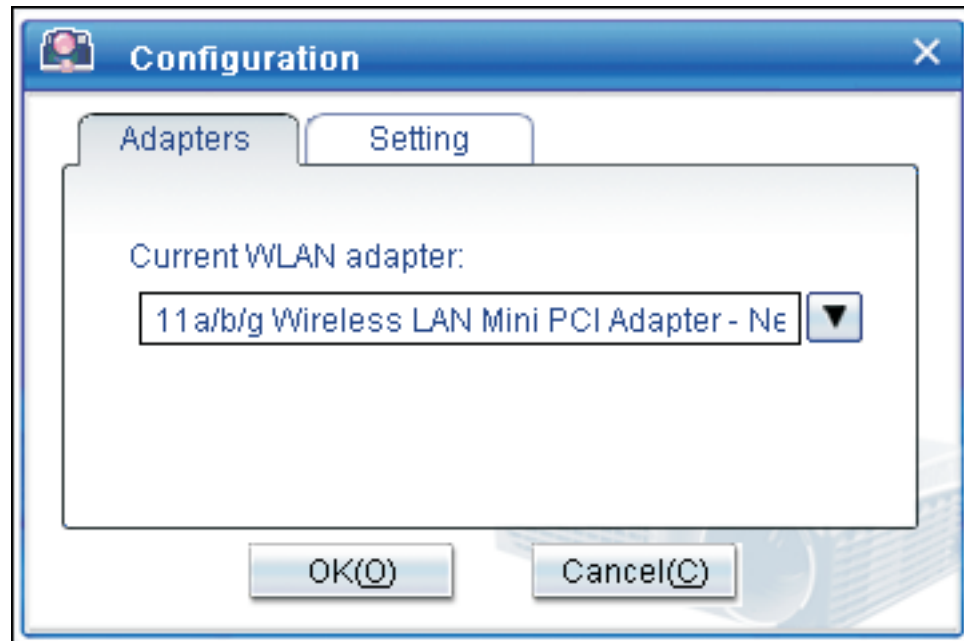 Configuration
Adapters Setting
Current WLAN adapter:
11a/b/g Wireless LAN Mini PCI Adapter - Ne
OK(O) Cancel(C)